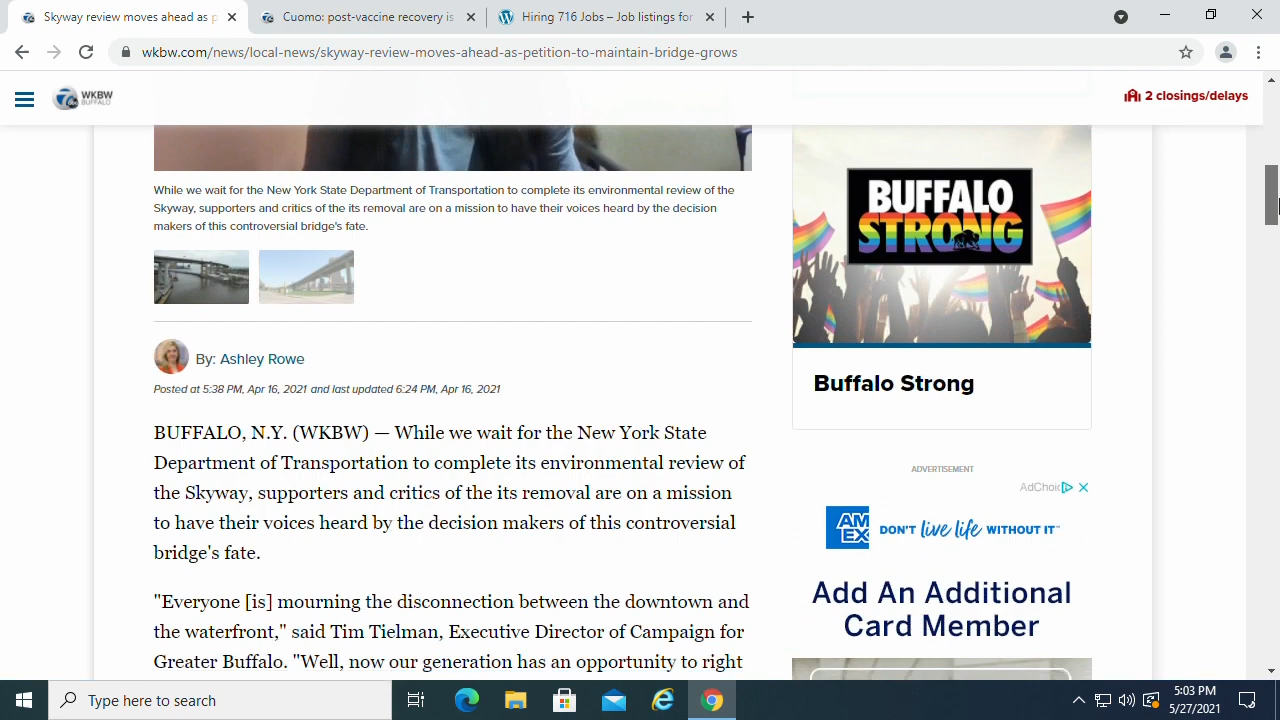 Skyway review moves ahead as p
Cuomo: post-vaccine recovery is
Hiring 716 Jobs – Job listings for
wkbw.com/news/local-news/skyway-review-moves-ahead-as-petition-to-maintain-bridge-grows
7
WKBW
BUFFALO
2 closings/delays
While we wait for the New York State Department of Transportation to complete its environmental review of the
Skyway, supporters and critics of the its removal are on a mission to have their voices heard by the decision
makers of this controversial bridge's fate.
By: Ashley Rowe
Posted at 5:38 PM, Apr 16, 2021 and last updated 6:24 PM, Apr 16, 2021
BUFFALO, N.Y. (WKBW) — While we wait for the New York State
Department of Transportation to complete its environmental review of
the Skyway, supporters and critics of the its removal are on a mission
to have their voices heard by the decision makers of this controversial
bridge's fate.
"Everyone [is] mourning the disconnection between the downtown and
the waterfront," said Tim Tielman, Executive Director of Campaign for
Greater Buffalo. "Well, now our generation has an opportunity to right
BUFFALO
STRONG
Buffalo Strong
ADVERTISEMENT
AdChoic
AM
EX
DON'T live life WITHOUT IT™
Add An Additional
Card Member
Type here to search
5:03 PM
5/27/2021